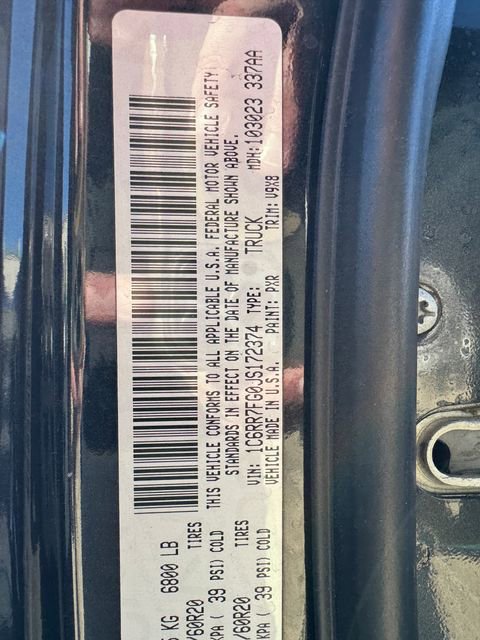 KG 6800 LB
/60R20 TIRES
KPA ( 39 PSI) COLD
THIS VEHICLE CONFORMS TO ALL APPLICABLE U.S.A. FEDERAL MOTOR VEHICLE SAFETY
STANDARDS IN EFFECT ON THE DATE OF MANUFACTURE SHOWN ABOVE.
/60R20 TIRES
KPA ( 39 PSI) COLD
VIN: 1C6RR7FG0JS172374 TYPE: TRUCK MDH:103023 337AA
VEHICLE MADE IN U.S.A. PAINT: PXR TRIM: V9X8